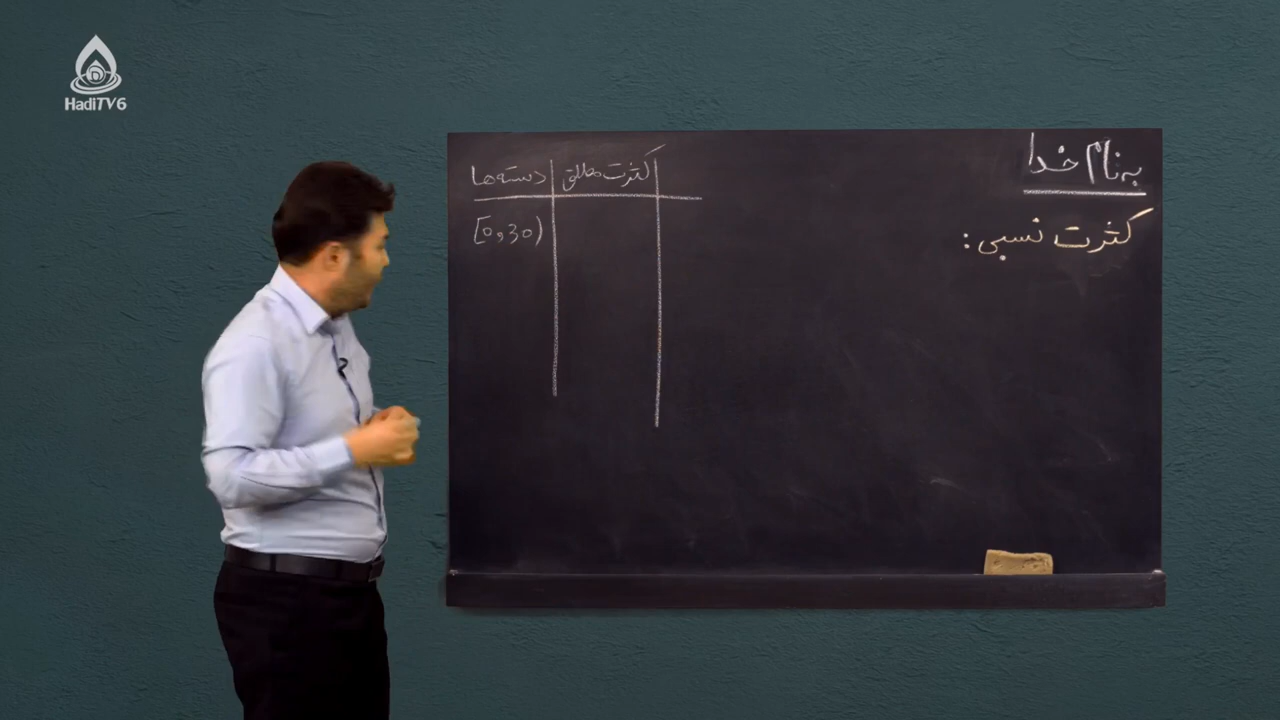 HadiTV6
به نام خدا
کثرت نسبی :
دسته ها کثرت مطلق
[0,30)